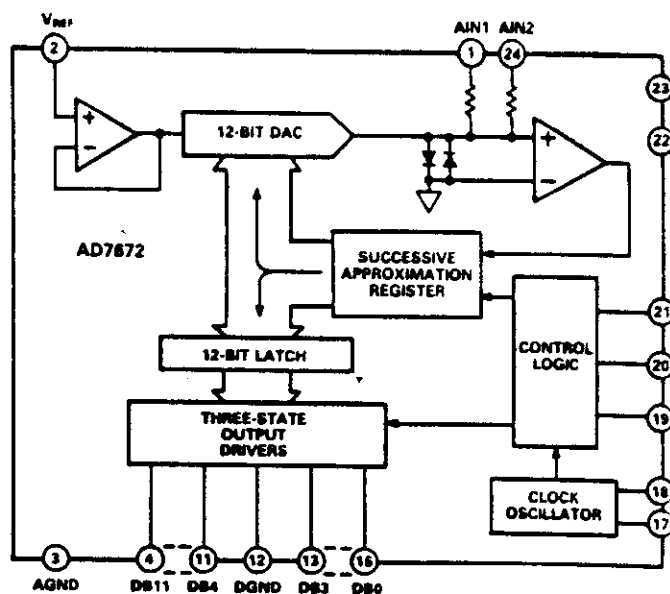 VREF
AIN1 AIN2
2
1
24
23
22
12-BIT DAC
+
−
+
−
AD7672
SUCCESSIVE
APPROXIMATION
REGISTER
CONTROL
LOGIC
21
20
19
12-BIT LATCH
THREE-STATE
OUTPUT
DRIVERS
CLOCK
OSCILLATOR
18
17
3
4
11
12
13
16
AGND
DB11
DB4
DGND
DB3
DB0